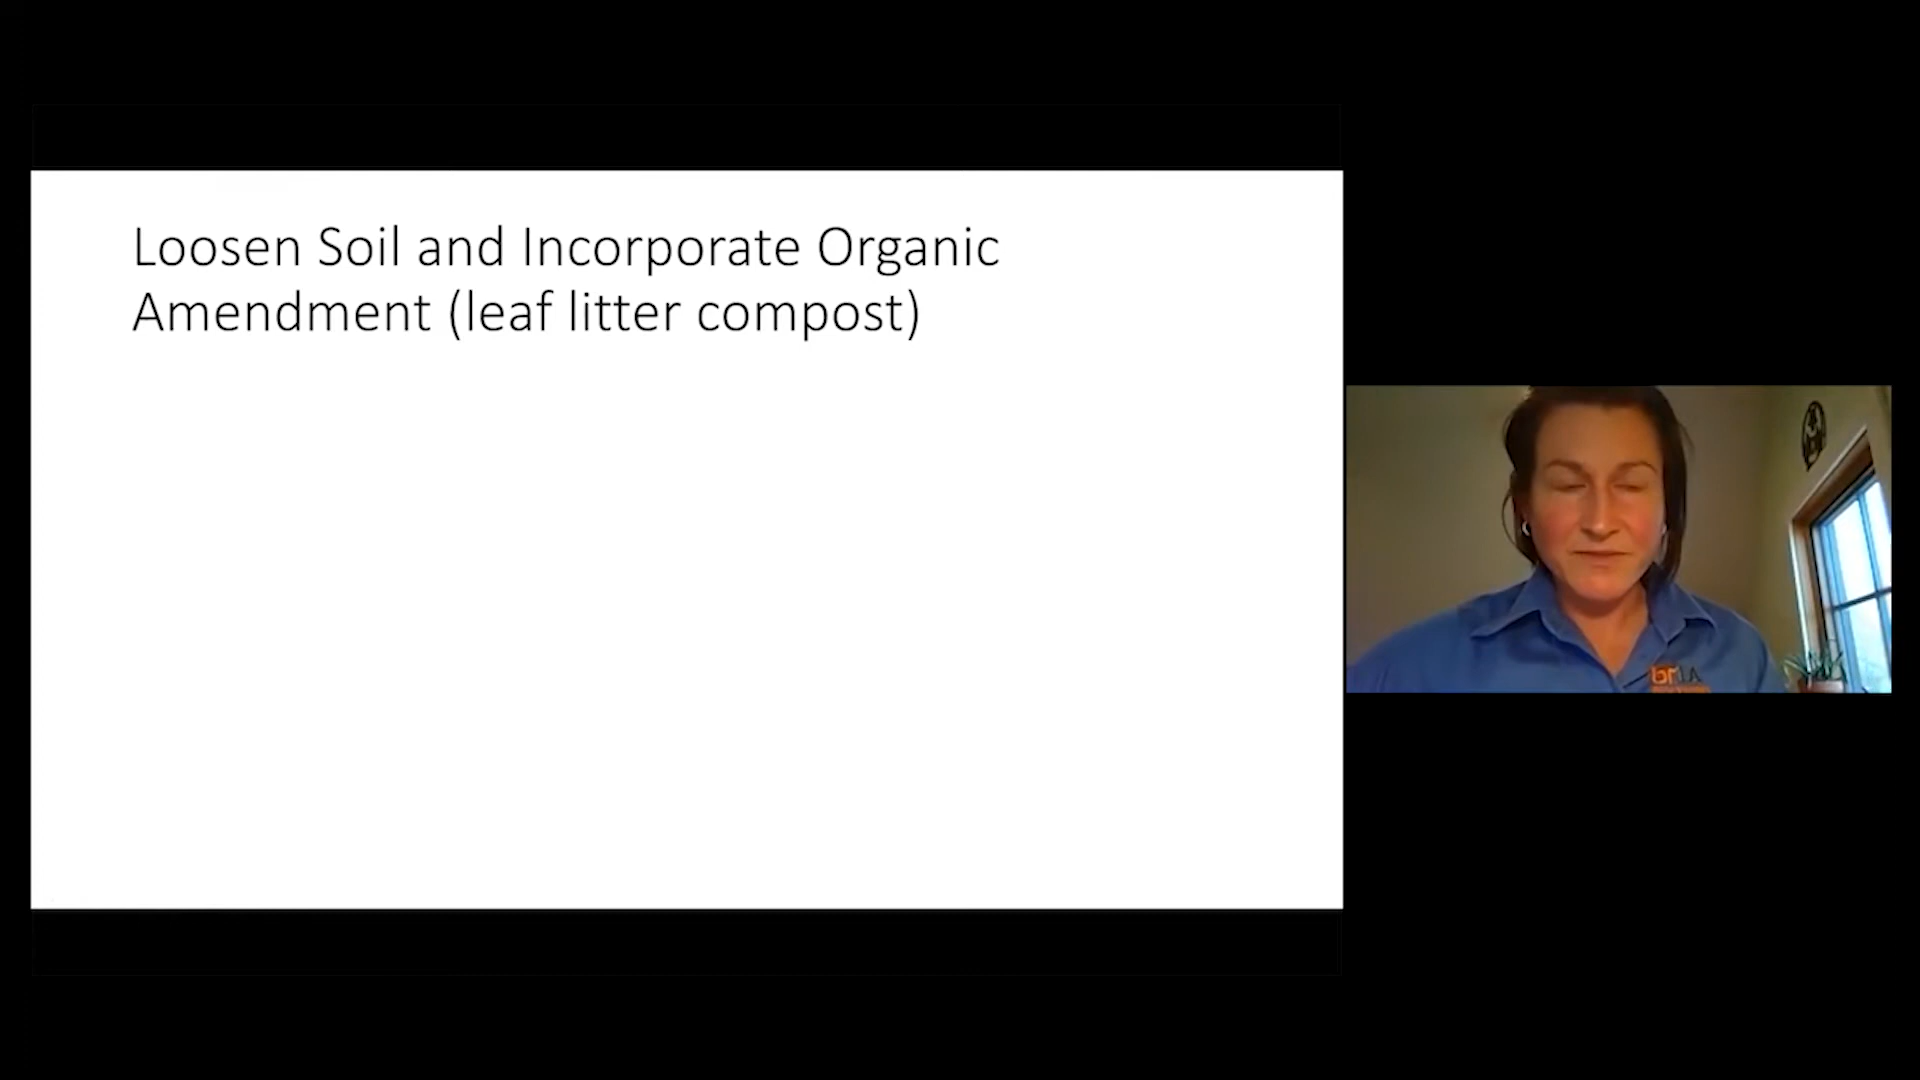 Loosen Soil and Incorporate Organic
Amendment (leaf litter compost)